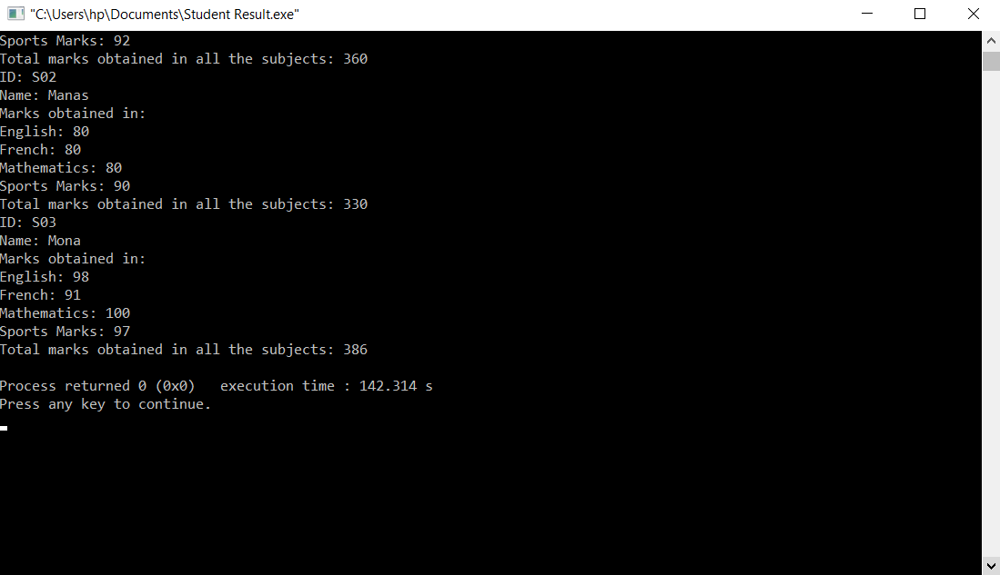 "C:\Users\hp\Documents\Student Result.exe"
Sports Marks: 92
Total marks obtained in all the subjects: 360
ID: S02
Name: Manas
Marks obtained in:
English: 80
French: 80
Mathematics: 80
Sports Marks: 90
Total marks obtained in all the subjects: 330
ID: S03
Name: Mona
Marks obtained in:
English: 98
French: 91
Mathematics: 100
Sports Marks: 97
Total marks obtained in all the subjects: 386
Process returned 0 (0x0)   execution time : 142.314 s
Press any key to continue.